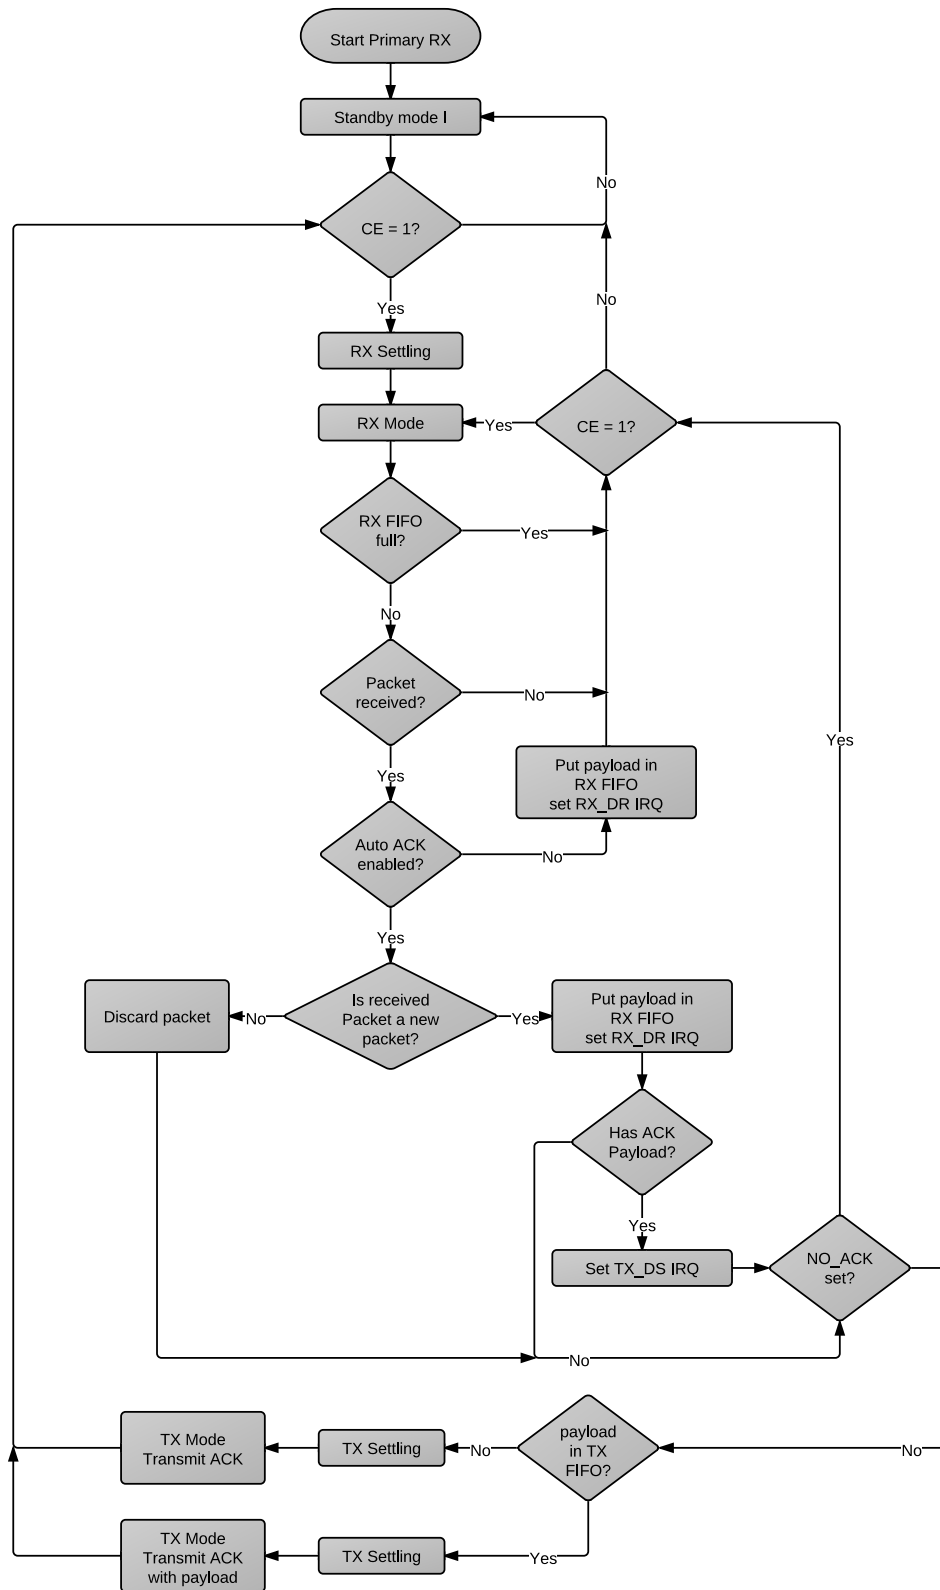 Start Primary RX
Standby mode I
No
CE = 1?
Yes
No
RX Settling
RX Mode
Yes
CE = 1?
RX FIFO
full?
Yes
No
Packet
received?
No
Yes
Yes
Put payload in
RX FIFO
set RX_DR IRQ
Auto ACK
enabled?
No
Yes
Discard packet
No
Is received
Packet a new
packet?
Yes
Put payload in
RX FIFO
set RX_DR IRQ
Has ACK
Payload?
Yes
Set TX_DS IRQ
NO_ACK
set?
No
TX Mode
Transmit ACK
TX Settling
No
payload
in TX
FIFO?
No
TX Mode
Transmit ACK
with payload
TX Settling
Yes